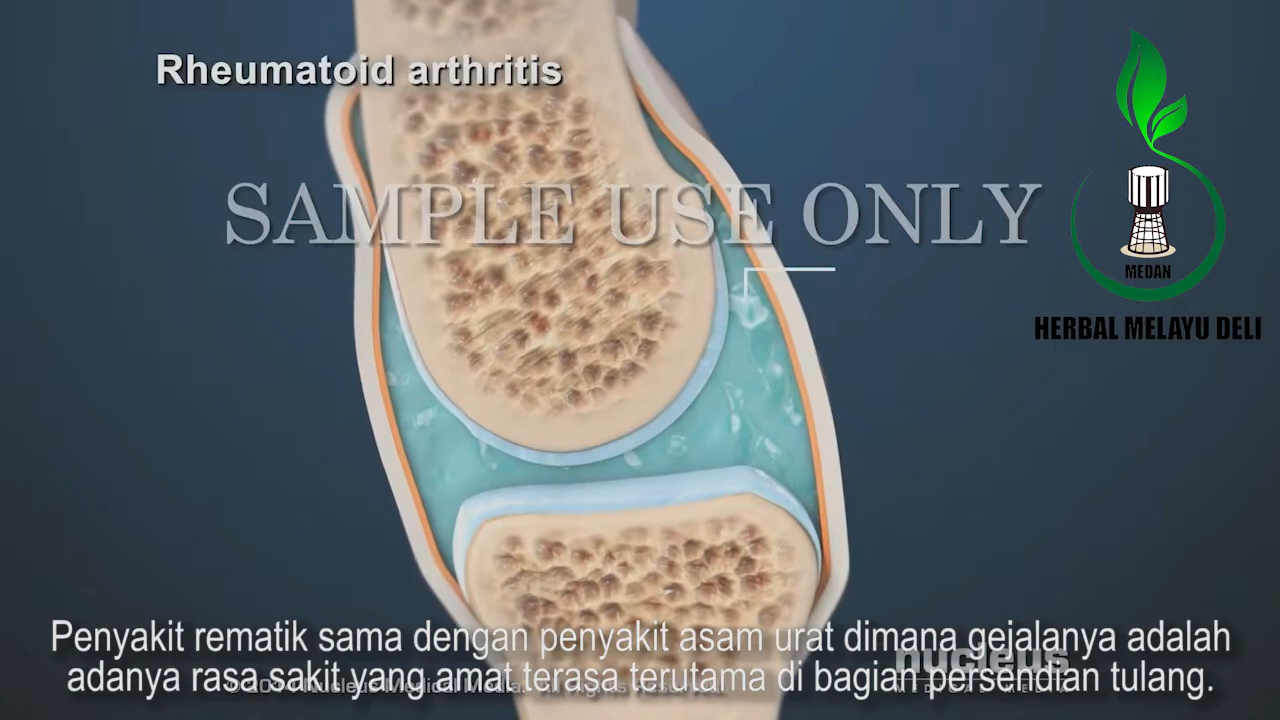 Rheumatoid arthritis
SAMPLE USE ONLY
MEDAN
HERBAL MELAYU DELI
Penyakit rematik sama dengan penyakit asam urat dimana gejalanya adalah
adanya rasa sakit yang amat terasa terutama di bagian persendian tulang.
nucleus